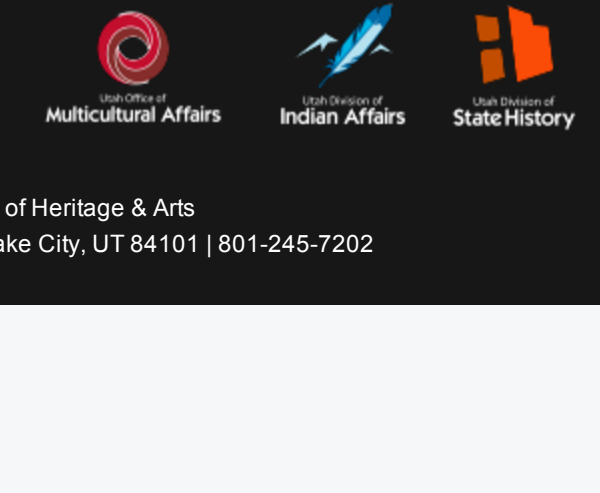 Utah Office of
Multicultural Affairs
Utah Division of
Indian Affairs
Utah Division of
State History
of Heritage & Arts
ake City, UT 84101 | 801-245-7202